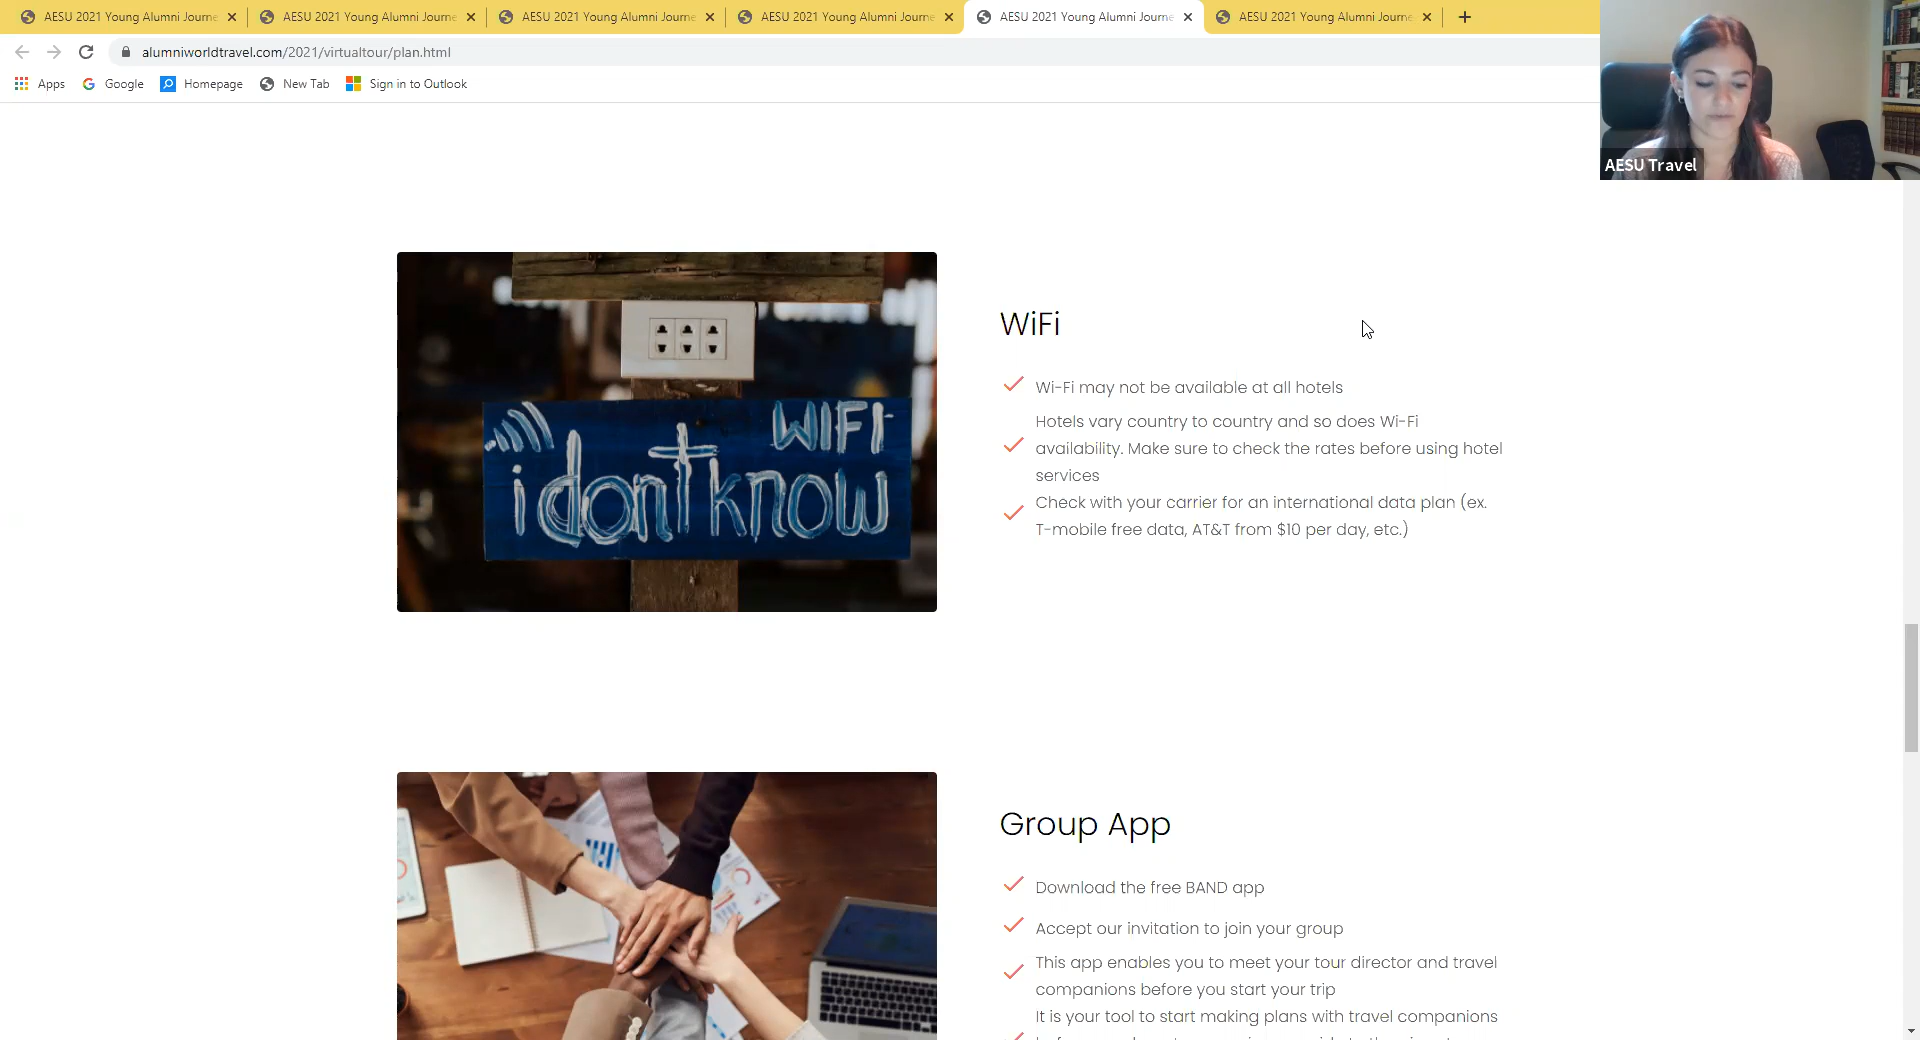 AESU 2021 Young Alumni Journe
AESU 2021 Young Alumni Journe
AESU 2021 Young Alumni Journe
AESU 2021 Young Alumni Journe
AESU 2021 Young Alumni Journe
AESU 2021 Young Alumni Journe
alumniworldtravel.com/2021/virtualtour/plan.html
Apps
Google
Homepage
New Tab
Sign in to Outlook
AESU Travel
WIFI
i don't know
WiFi
Wi-Fi may not be available at all hotels
Hotels vary country to country and so does Wi-Fi
availability. Make sure to check the rates before using hotel
services
Check with your carrier for an international data plan (ex.
T-mobile free data, AT&T from $10 per day, etc.)
Group App
Download the free BAND app
Accept our invitation to join your group
This app enables you to meet your tour director and travel
companions before you start your trip
It is your tool to start making plans with travel companions